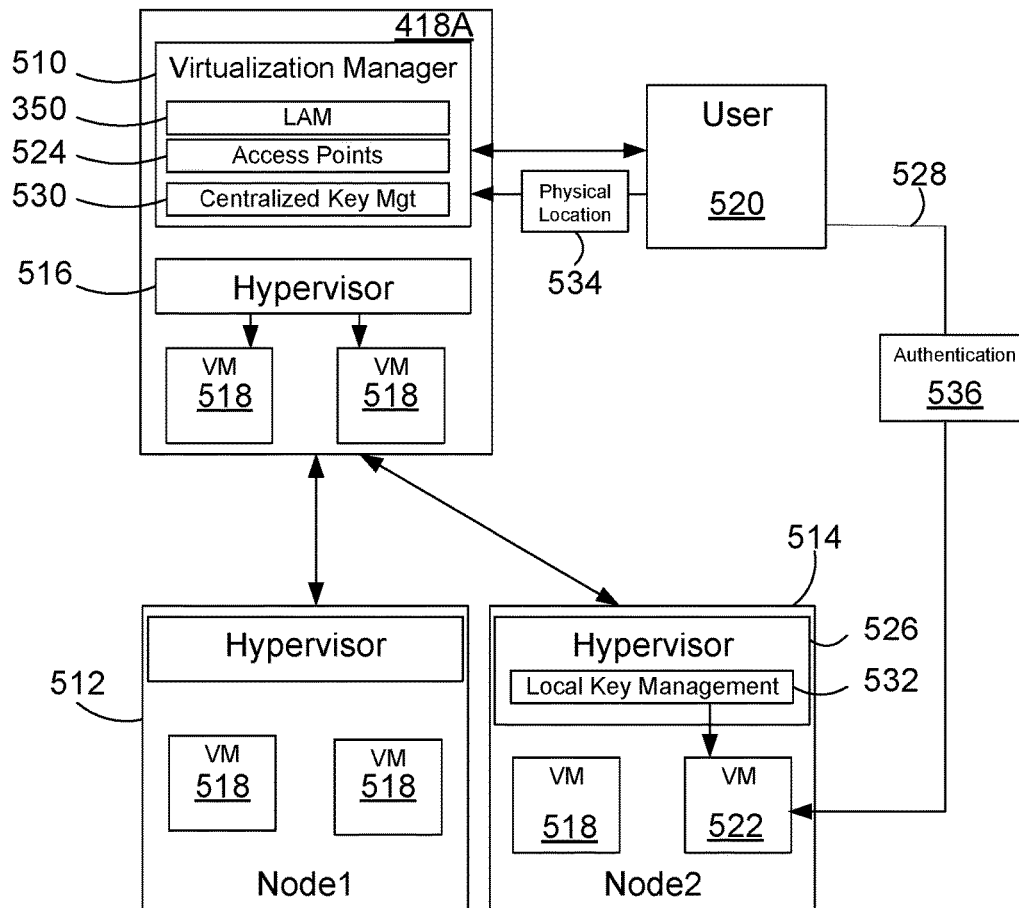 418A
510
Virtualization Manager
350
LAM
524
Access Points
530
Centralized Key Mgt
User
520
Physical
Location
534
528
516
Hypervisor
VM
518
VM
518
Authentication
536
514
Hypervisor
512
VM
518
VM
518
Node1
Hypervisor
526
Local Key Management
532
VM
518
VM
522
Node2